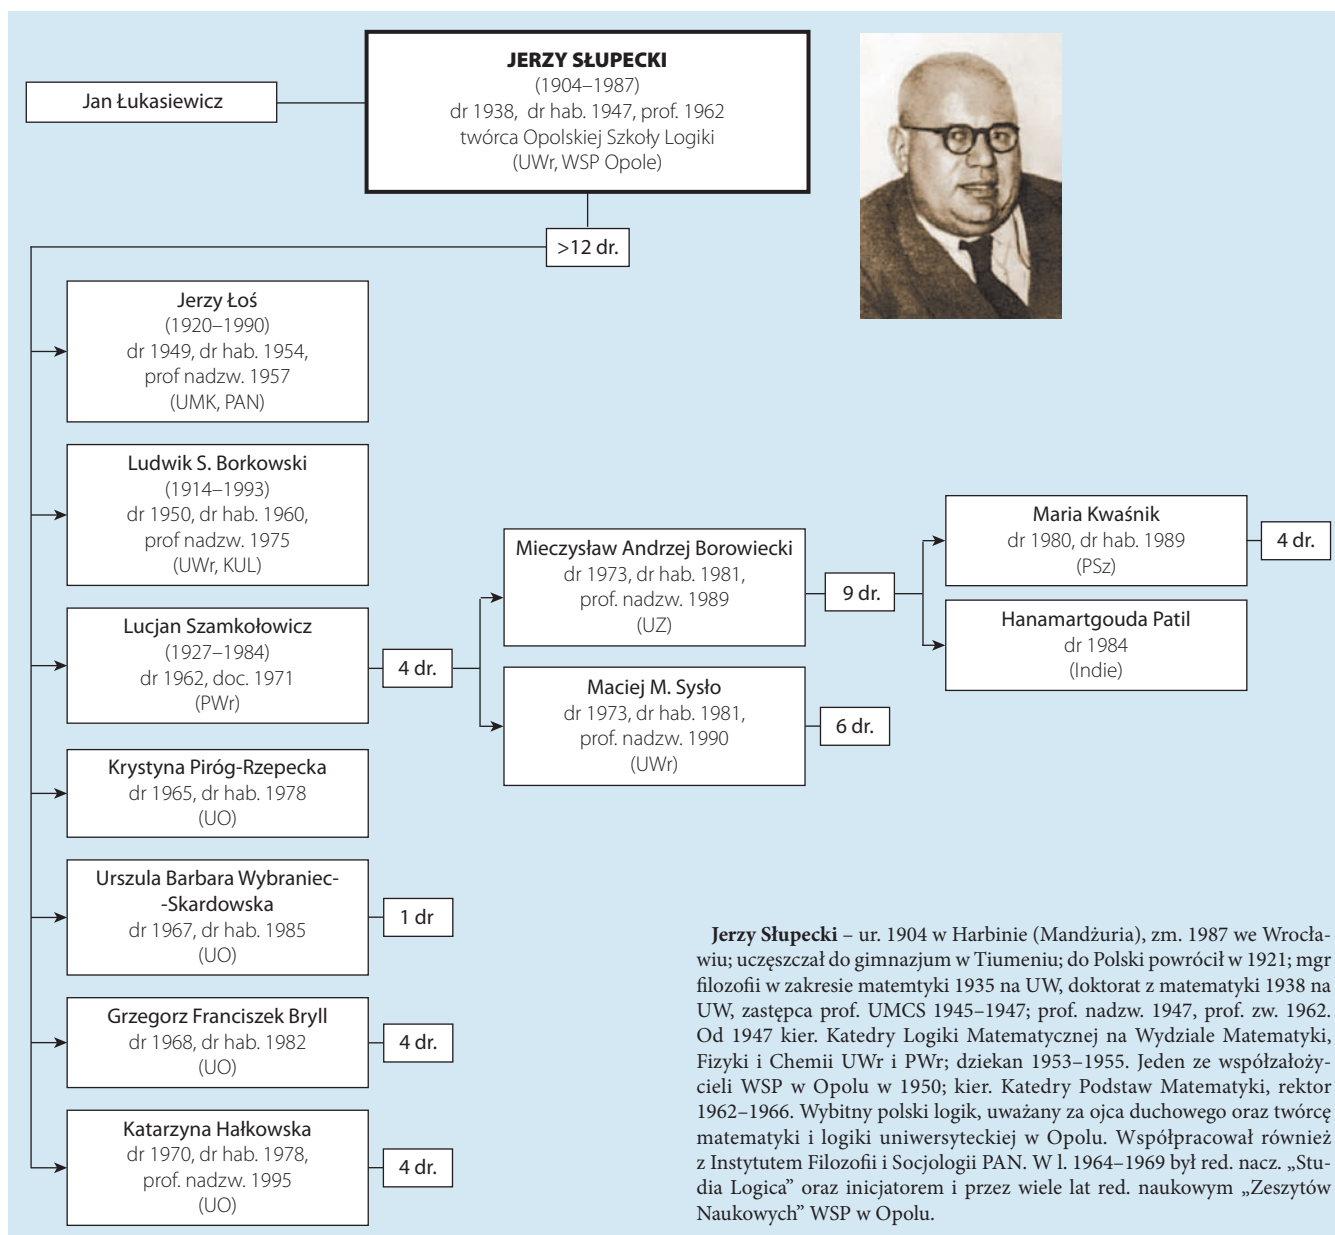 Jan Łukasiewicz
JERZY SŁUPECKI
(1904–1987)
dr 1938, dr hab. 1947, prof. 1962
twórca Opolskiej Szkoły Logiki
(UWr, WSP Opole)
>12 dr.
Jerzy Łoś
(1920–1990)
dr 1949, dr hab. 1954,
prof nadzw. 1957
(UMK, PAN)
Ludwik S. Borkowski
(1914–1993)
dr 1950, dr hab. 1960,
prof nadzw. 1975
(UWr, KUL)
Lucjan Szamkołowicz
(1927–1984)
dr 1962, doc. 1971
(PWr)
4 dr.
Mieczysław Andrzej Borowiecki
dr 1973, dr hab. 1981,
prof. nadzw. 1989
(UZ)
9 dr.
Maria Kwaśnik
dr 1980, dr hab. 1989
(PSz)
4 dr.
Hanamartgouda Patil
dr 1984
(Indie)
Maciej M. Sysło
dr 1973, dr hab. 1981,
prof. nadzw. 1990
(UWr)
6 dr.
Krystyna Piróg-Rzepecka
dr 1965, dr hab. 1978
(UO)
Urszula Barbara Wybraniec-
-Skardowska
dr 1967, dr hab. 1985
(UO)
1 dr
Grzegorz Franciszek Bryll
dr 1968, dr hab. 1982
(UO)
4 dr.
Katarzyna Hałkowska
dr 1970, dr hab. 1978,
prof. nadzw. 1995
(UO)
4 dr.
Jerzy Słupecki – ur. 1904 w Harbinie (Mandżuria), zm. 1987 we Wrocła-
wiu; uczęszczał do gimnazjum w Tiumeniu; do Polski powrócił w 1921; mgr
filozofii w zakresie matemtyki 1935 na UW, doktorat z matematyki 1938 na
UW, zastępca prof. UMCS 1945–1947; prof. nadzw. 1947, prof. zw. 1962.
Od 1947 kier. Katedry Logiki Matematycznej na Wydziale Matematyki,
Fizyki i Chemii UWr i PWr; dziekan 1953–1955. Jeden ze współzałoży-
cieli WSP w Opolu w 1950; kier. Katedry Podstaw Matematyki, rektor
1962–1966. Wybitny polski logik, uważany za ojca duchowego oraz twórcę
matematyki i logiki uniwersyteckiej w Opolu. Współpracował również
z Instytutem Filozofii i Socjologii PAN. W l. 1964–1969 był red. nacz. „Stu-
dia Logica” oraz inicjatorem i przez wiele lat red. naukowym „Zeszytów
Naukowych” WSP w Opolu.